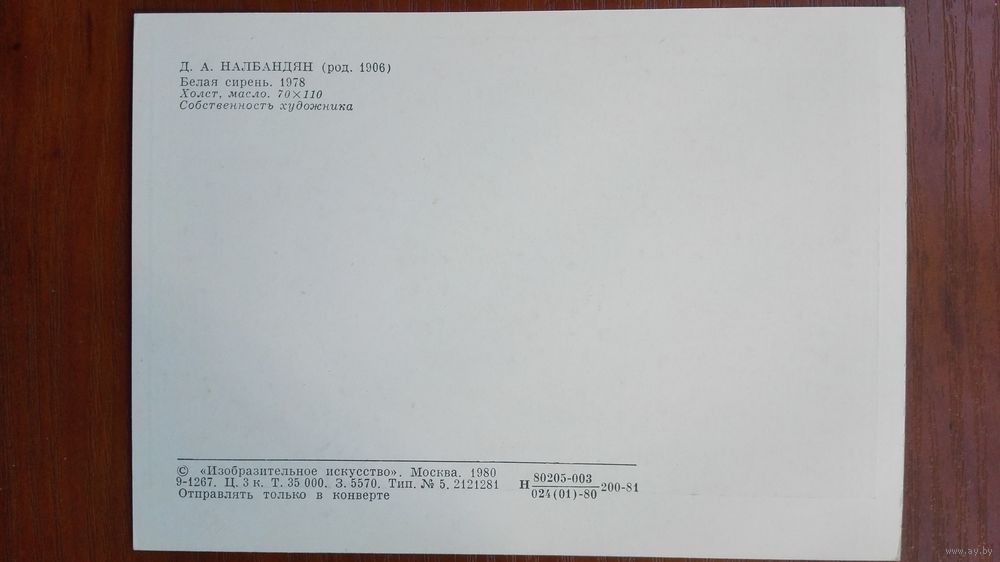 Д. А. НАЛБАНДЯН (род. 1906)
Белая сирень. 1978
Холст, масло. 70×110
Собственность художника
© «Изобразительное искусство». Москва. 1980
9-1267. Ц. 3 к. Т. 35 000. З. 5570. Тип. № 5. 2121281
Отправлять только в конверте
Н 80205-003
024(01)-80 200-81
www.ay.by